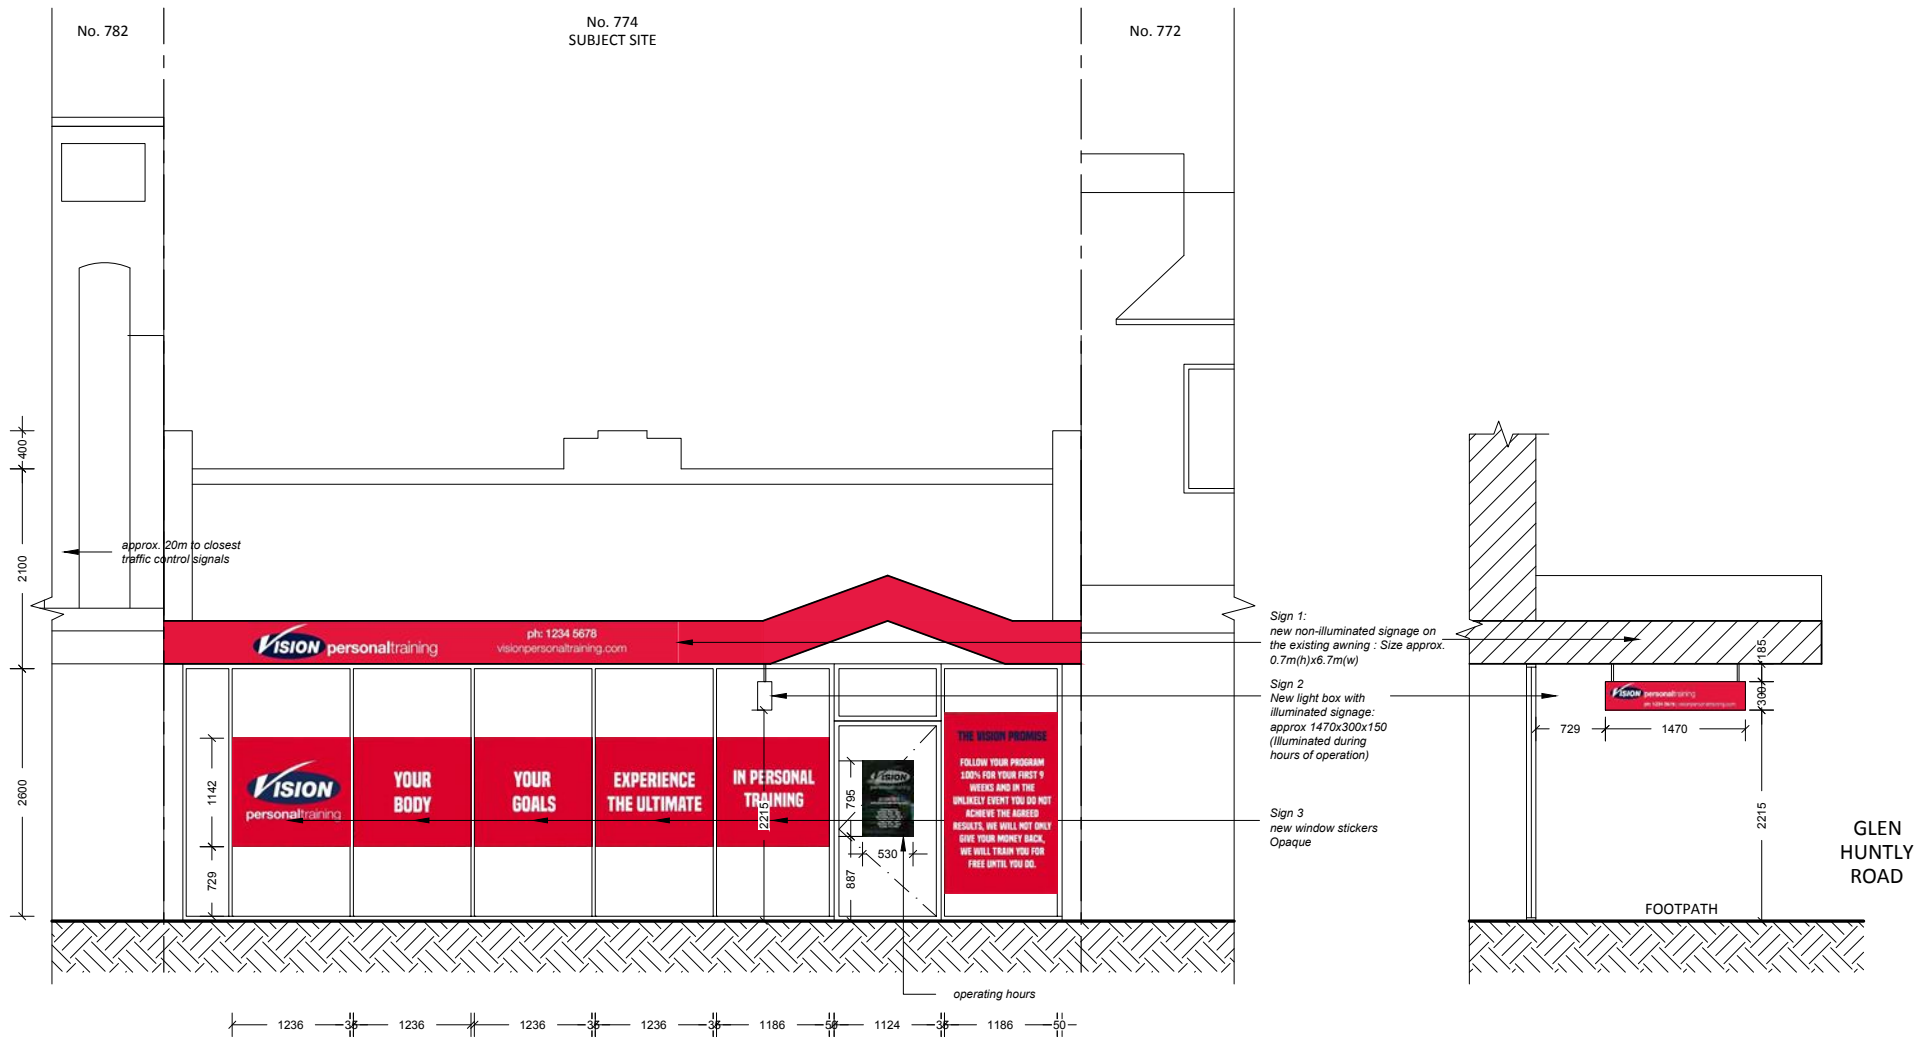 No. 782
No. 774
SUBJECT SITE
No. 772
400
2100
2600
approx. 20m to closest
traffic control signals
VISION personaltraining
ph: 1234 5678
visionpersonaltraining.com
Sign 1:
new non-illuminated signage on
the existing awning : Size approx.
0.7m(h)x6.7m(w)
Sign 2
New light box with
illuminated signage:
approx 1470x300x150
(Illuminated during
hours of operation)
Sign 3
new window stickers
Opaque
1142
729
VISION
personaltraining
YOUR
BODY
YOUR
GOALS
EXPERIENCE
THE ULTIMATE
IN PERSONAL
TRAINING
2215
795
887
530
VISION
THE VISION PROMISE
FOLLOW YOUR PROGRAM
100% FOR YOUR FIRST 9
WEEKS AND IN THE
UNLIKELY EVENT YOU DO NOT
ACHIEVE THE AGREED
RESULTS, WE WILL NOT ONLY
GIVE YOUR MONEY BACK,
WE WILL TRAIN YOU FOR
FREE UNTIL YOU DO.
operating hours
1236
1236
1236
1236
1186
1124
1186
50
185
300
VISION personaltraining
729
1470
2215
FOOTPATH
GLEN
HUNTLY
ROAD